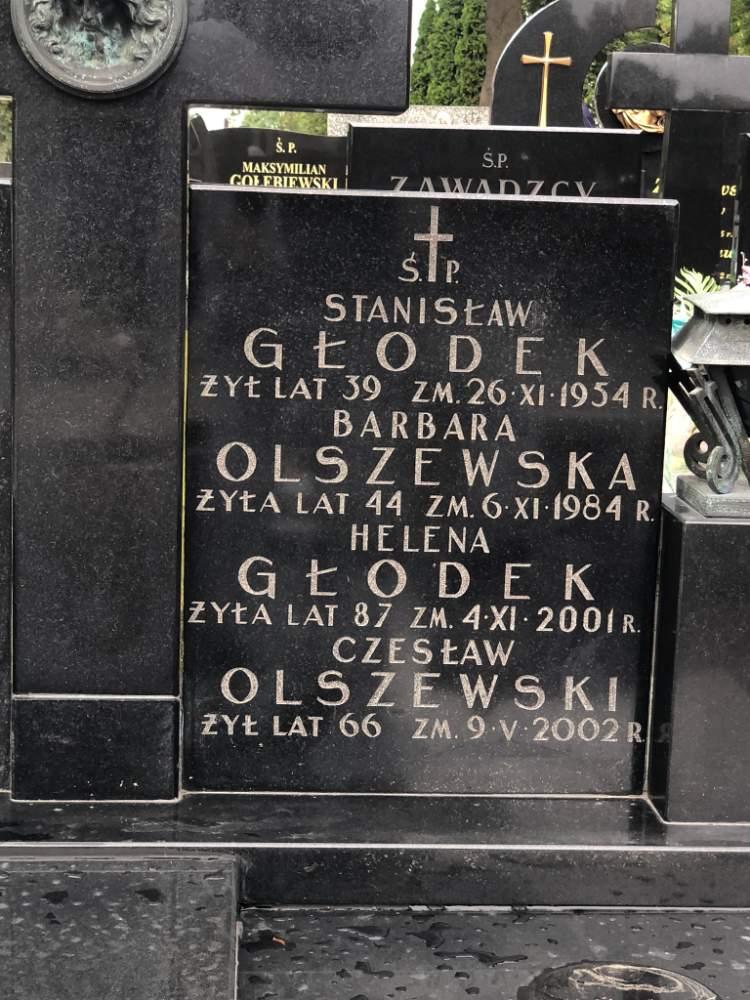 Ś. P.
MAKSYMILIAN
GOŁĘBIEWSKI
Ś.P.
ZAWADZCY
Ś.P.
STANISŁAW
GŁODEK
ŻYŁ LAT 39 ZM. 26·XI·1954 R.
BARBARA
OLSZEWSKA
ŻYŁA LAT 44 ZM. 6·XI·1984 R.
HELENA
GŁODEK
ŻYŁA LAT 87 ZM. 4·XI·2001 R.
CZESŁAW
OLSZEWSKI
ŻYŁ LAT 66 ZM. 9·V·2002 R.